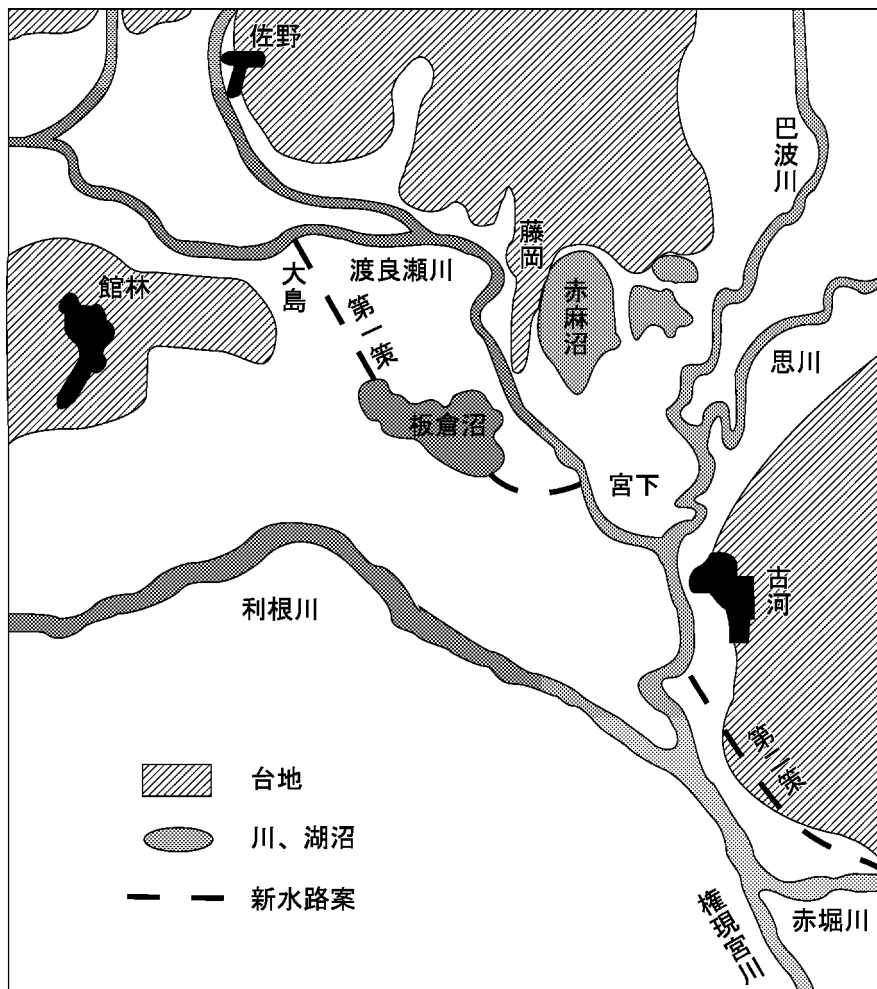 佐野
巴波川
藤岡
大島
渡良瀬川
館林
第一策
赤麻沼
思川
板倉沼
宮下
古河
利根川
第二策
台地
川、湖沼
新水路案
権現宮川
赤堀川